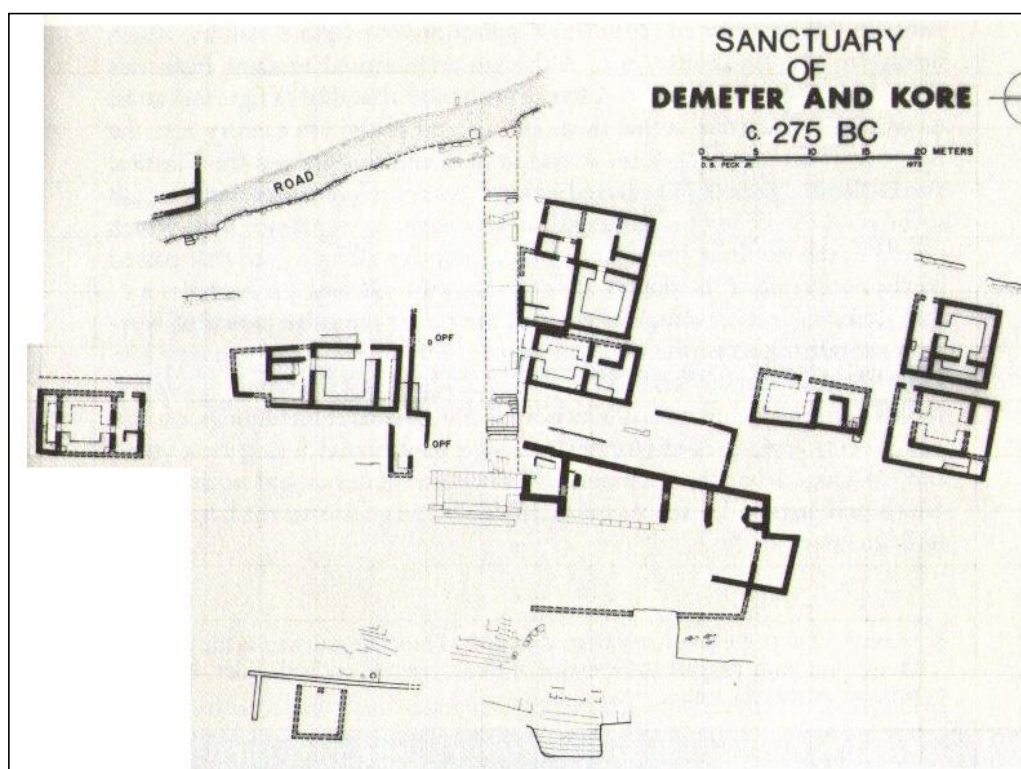 SANCTUARY
OF
DEMETER AND KORE
C. 275 BC
0 5 10 15 20 METERS
D. B. PECK JR. 1973
ROAD
OPF
OPF